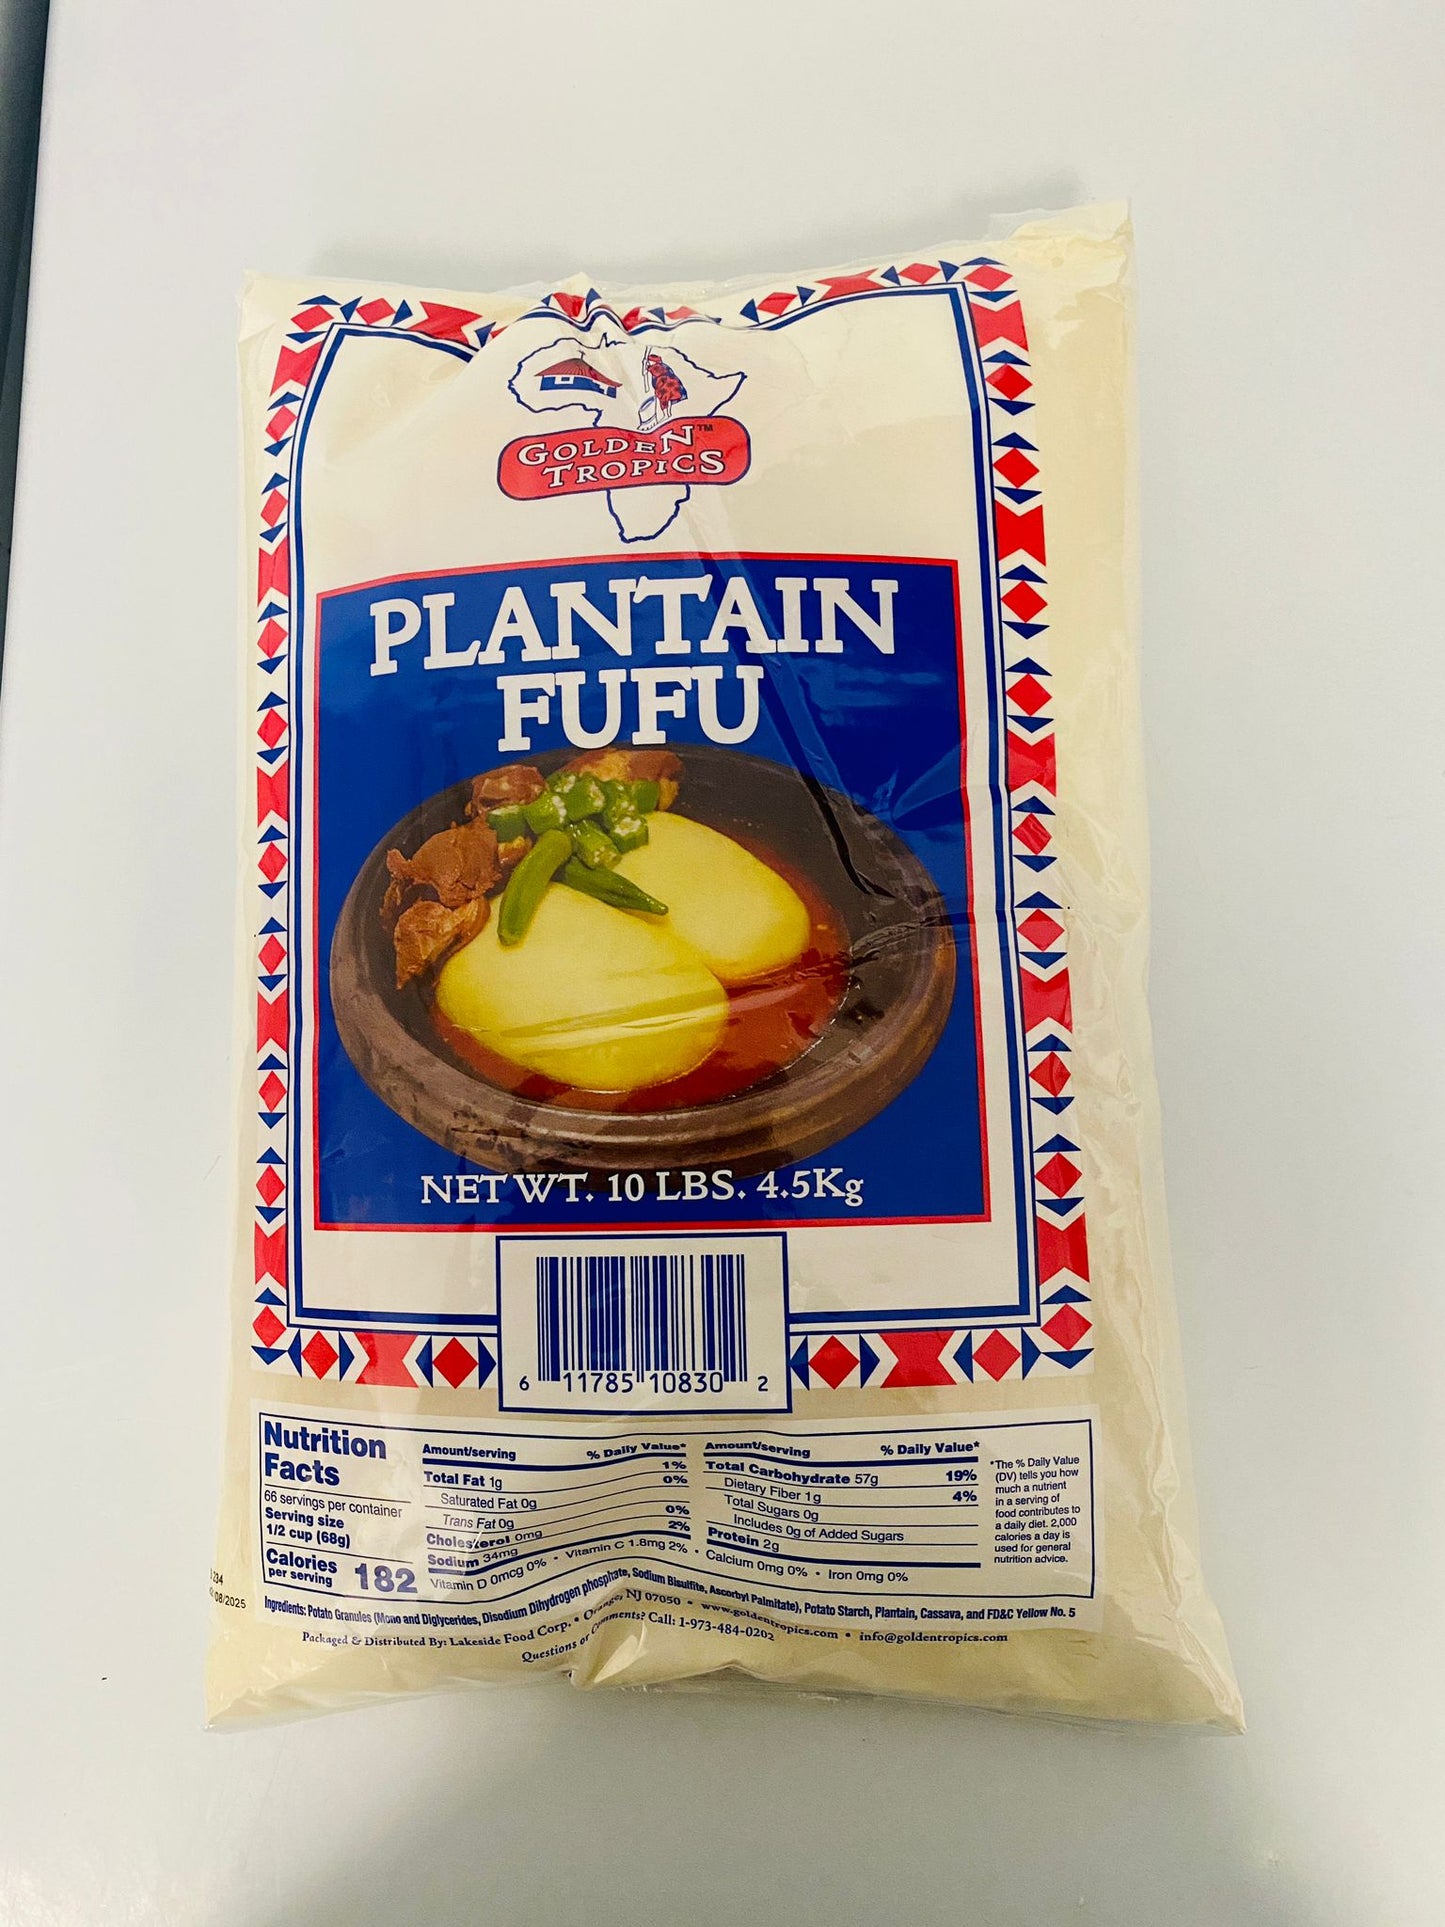 GOLDEN™
TROPICS
PLANTAIN
FUFU
NET WT. 10 LBS. 4.5Kg
6 11785 10830 2
Nutrition
Facts
66 servings per container
Serving size
1/2 cup (68g)
Calories
per serving 182
Amount/serving % Daily Value*
Total Fat 1g 1%
Saturated Fat 0g 0%
Trans Fat 0g
Cholesterol 0mg 0%
Sodium 34mg 2%
Amount/serving % Daily Value*
Total Carbohydrate 57g 19%
Dietary Fiber 1g 4%
Total Sugars 0g
Includes 0g of Added Sugars
Protein 2g
Vitamin D 0mcg 0% • Vitamin C 1.8mg 2% • Calcium 0mg 0% • Iron 0mg 0%
*The % Daily Value
(DV) tells you how
much a nutrient
in a serving of
food contributes to
a daily diet. 2,000
calories a day is
used for general
nutrition advice.
234
08/2025
Ingredients: Potato Granules (Mono and Diglycerides, Disodium Dihydrogen phosphate, Sodium Bisulfite, Ascorbyl Palmitate), Potato Starch, Plantain, Cassava, and FD&C Yellow No. 5
Packaged & Distributed By: Lakeside Food Corp. • Orange, NJ 07050 • www.goldentropics.com • info@goldentropics.com
Questions or Comments? Call: 1-973-484-0202